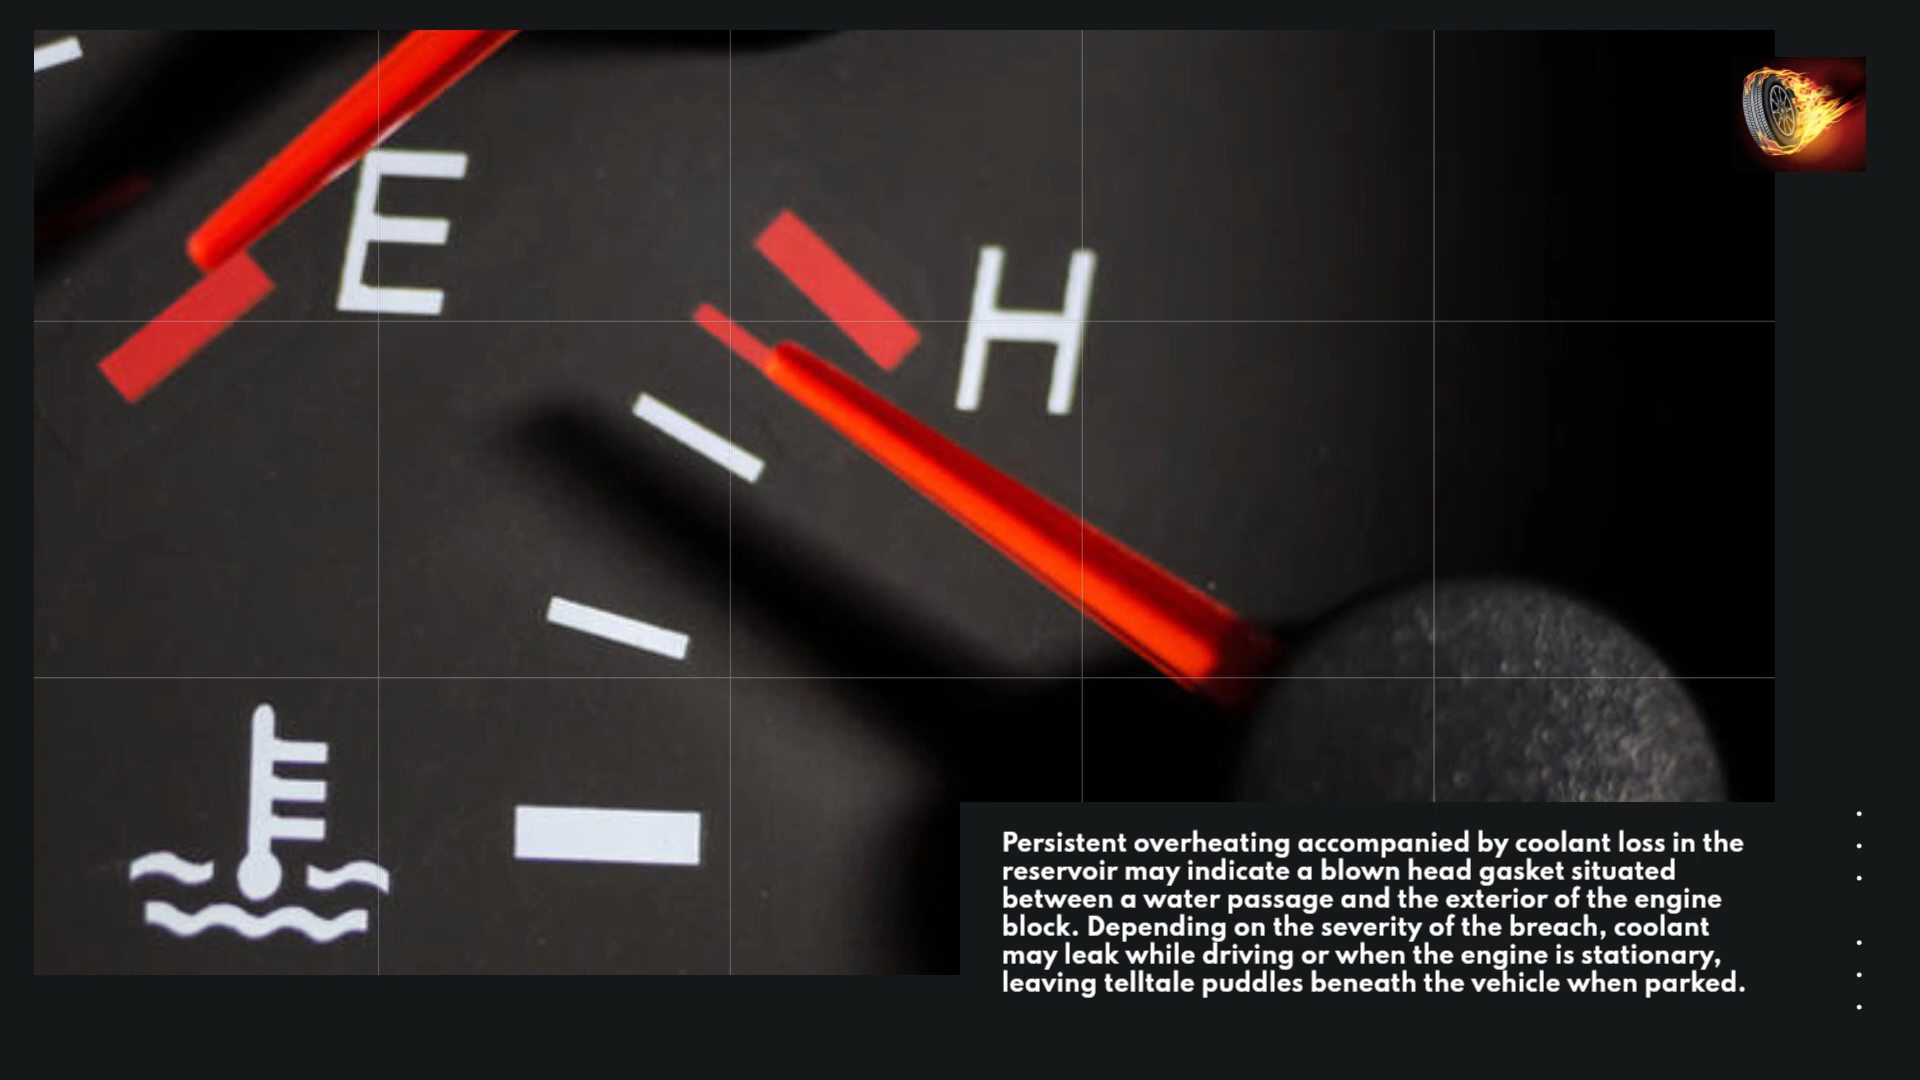 E
H
Persistent overheating accompanied by coolant loss in the
reservoir may indicate a blown head gasket situated
between a water passage and the exterior of the engine
block. Depending on the severity of the breach, coolant
may leak while driving or when the engine is stationary,
leaving telltale puddles beneath the vehicle when parked.